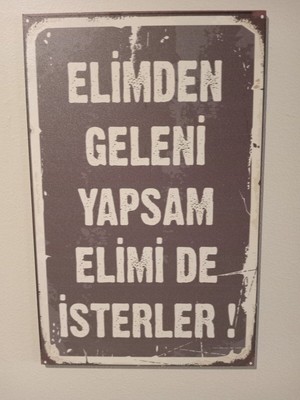 ELİMDEN
GELENİ
YAPSAM
ELİMİ DE
İSTERLER !